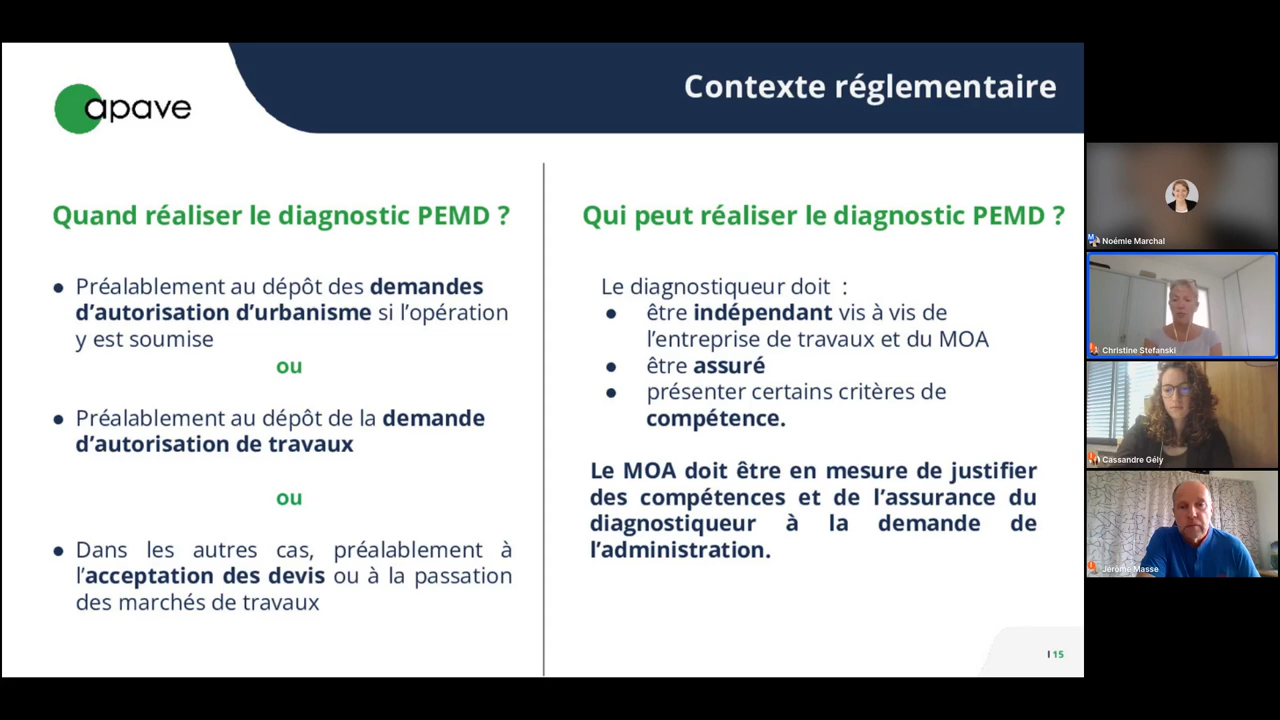 apave
Contexte réglementaire
Quand réaliser le diagnostic PEMD ?
● Préalablement au dépôt des demandes
d’autorisation d’urbanisme si l’opération
y est soumise
ou
● Préalablement au dépôt de la demande
d’autorisation de travaux
ou
● Dans les autres cas, préalablement à
l’acceptation des devis ou à la passation
des marchés de travaux
Qui peut réaliser le diagnostic PEMD ?
Le diagnostiqueur doit :
● être indépendant vis à vis de
l’entreprise de travaux et du MOA
● être assuré
● présenter certains critères de
compétence.
Le MOA doit être en mesure de justifier
des compétences et de l’assurance du
diagnostiqueur à la demande de
l’administration.
I 15
Noémie Marchal
Christine Stefanski
Cassandre Gély
Jérôme Masse